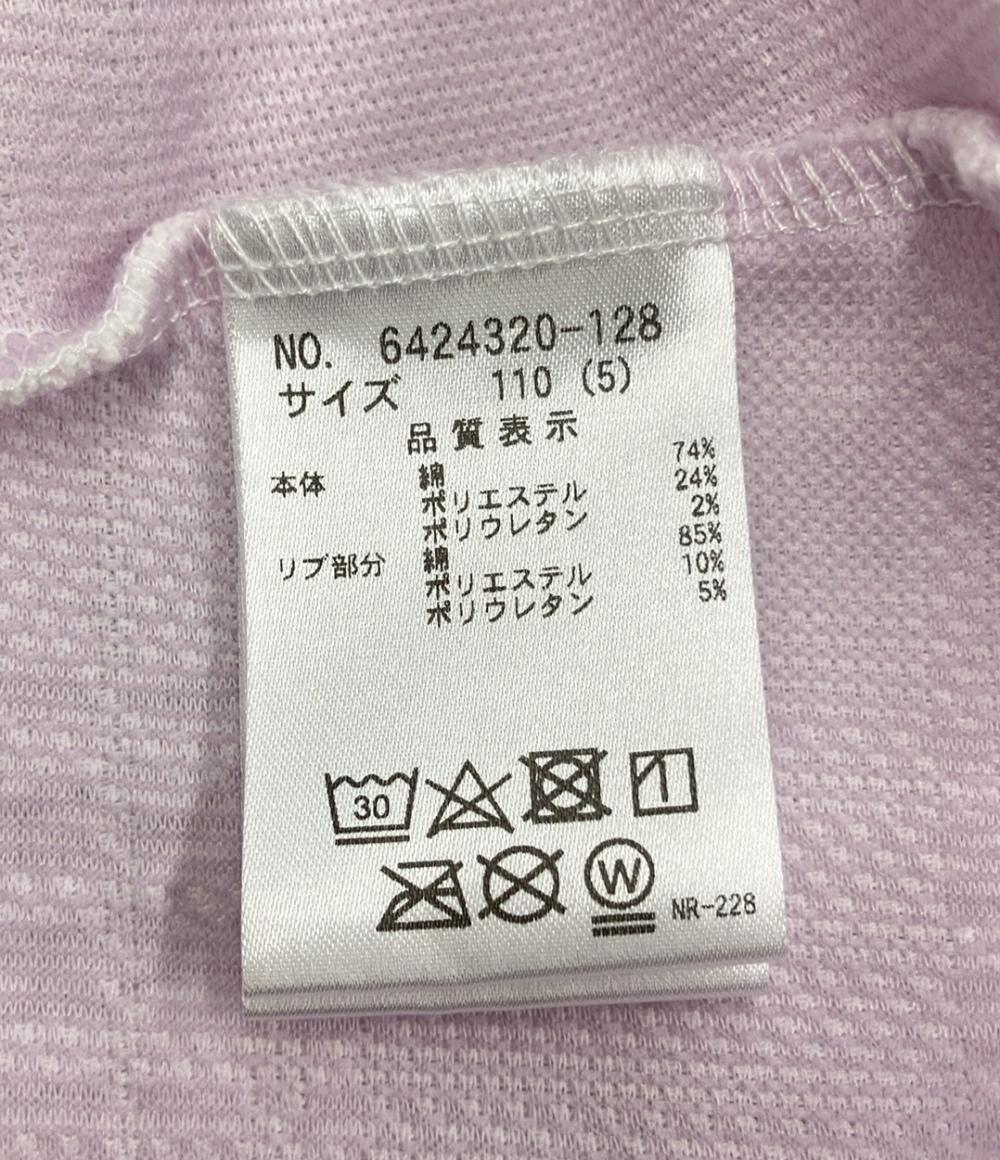 NO. 6424320-128
サイズ 110 (5)
品質表示
本体 綿 74%
ポリエステル 24%
ポリウレタン 2%
リブ部分 綿 85%
ポリエステル 10%
ポリウレタン 5%
30
W NR-228